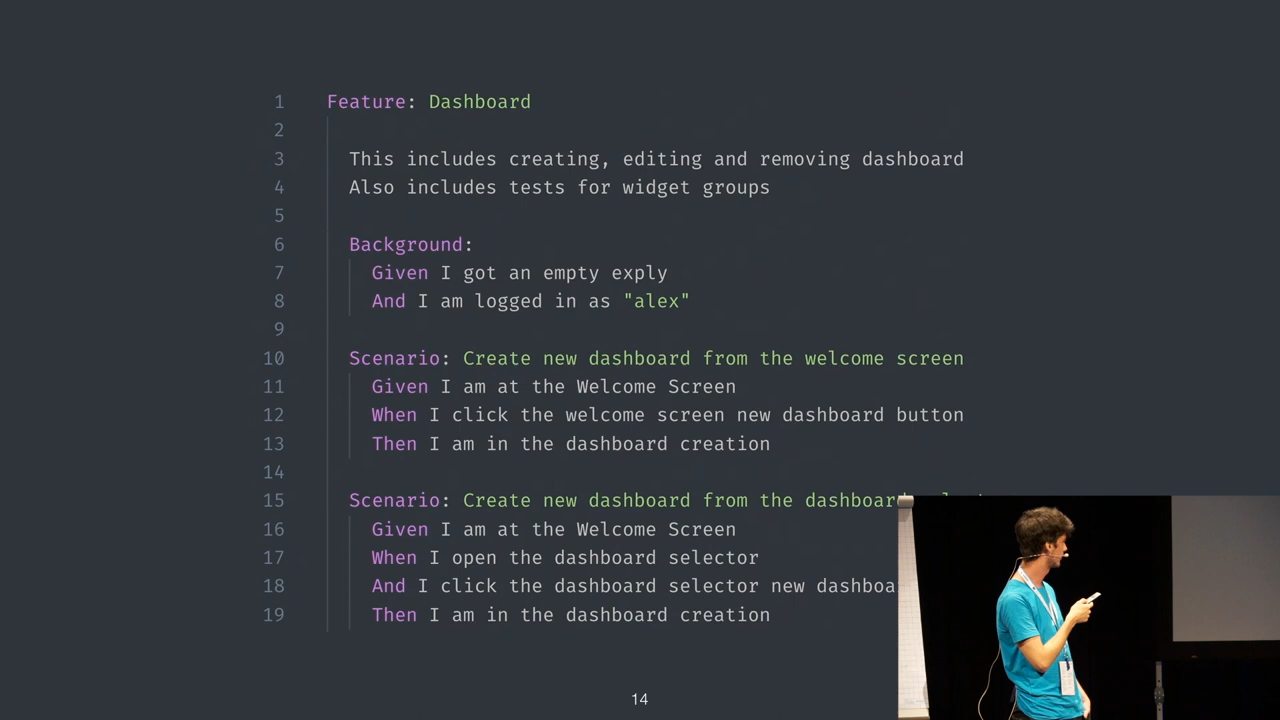 1 Feature: Dashboard
2
3 This includes creating, editing and removing dashboard
4 Also includes tests for widget groups
5
6 Background:
7 Given I got an empty exply
8 And I am logged in as "alex"
9
10 Scenario: Create new dashboard from the welcome screen
11 Given I am at the Welcome Screen
12 When I click the welcome screen new dashboard button
13 Then I am in the dashboard creation
14
15 Scenario: Create new dashboard from the
16 Given I am at the Welcome Screen
17 When I open the dashboard selector
18 And I click the dashboard selector new
19 Then I am in the dashboard creation
14